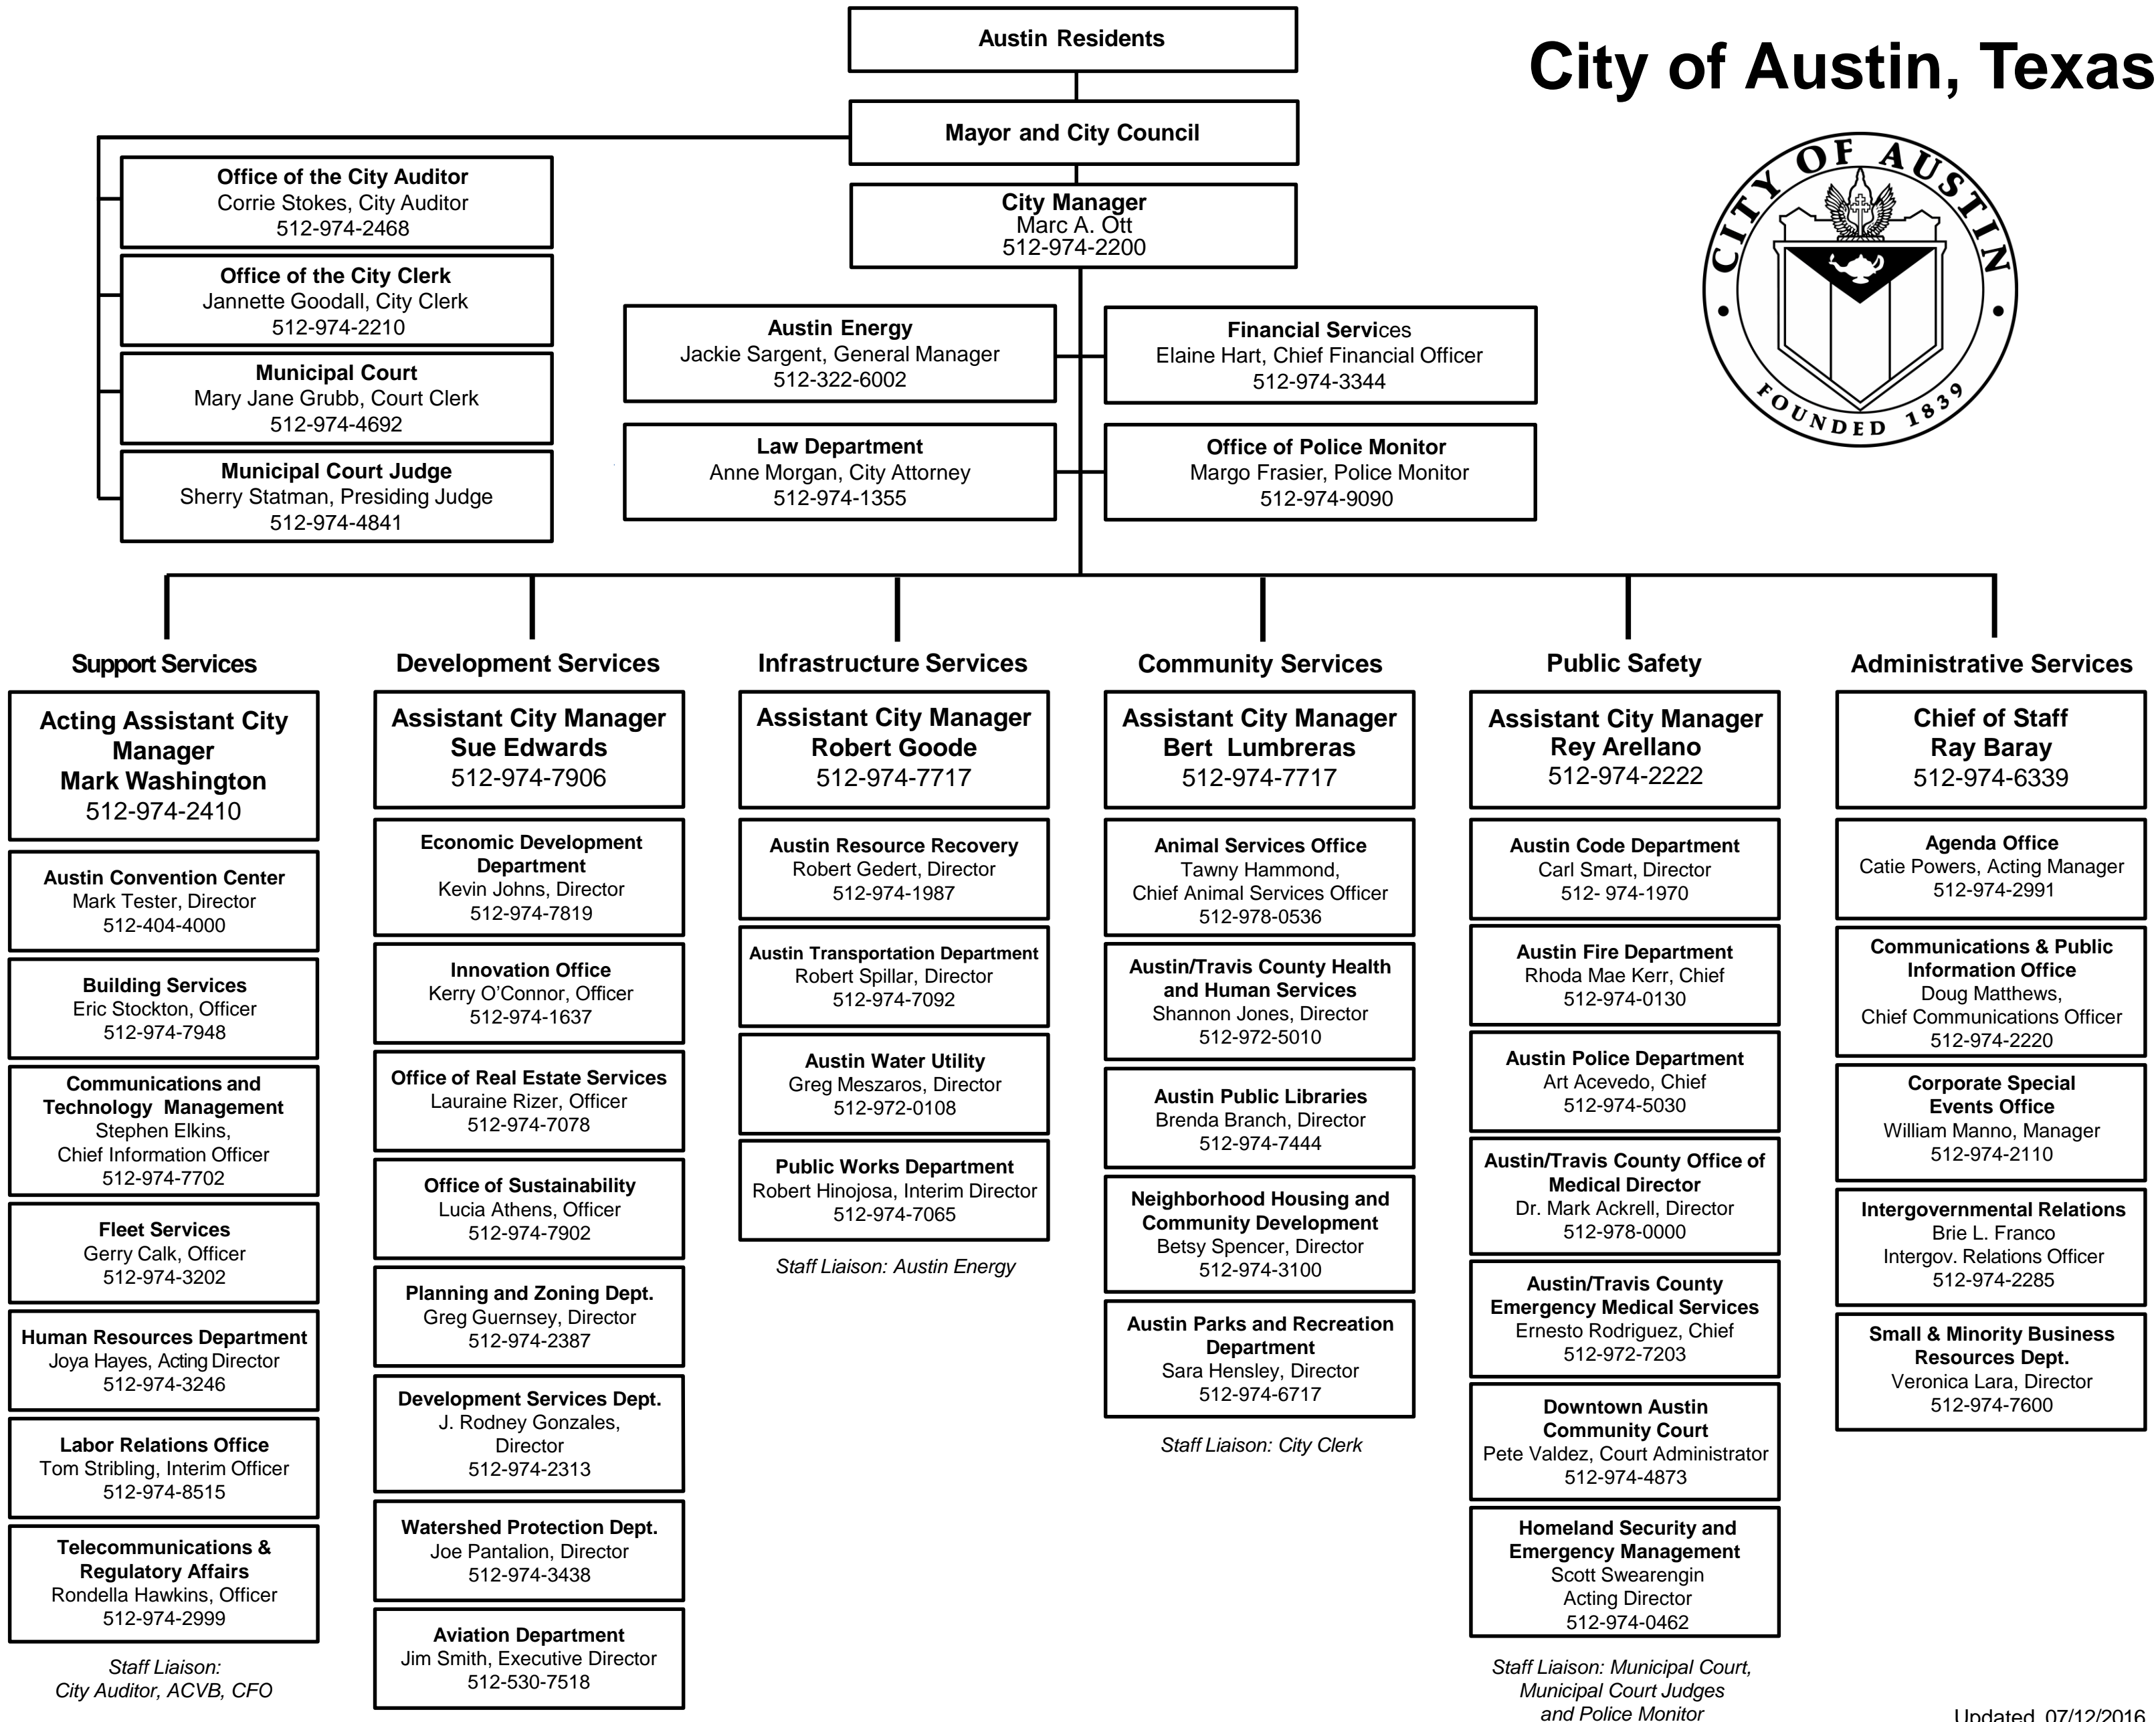 Austin Residents
City of Austin, Texas
Mayor and City Council
CITY OF AUSTIN
FOUNDED 1839
Office of the City Auditor
Corrie Stokes, City Auditor
512-974-2468
Office of the City Clerk
Jannette Goodall, City Clerk
512-974-2210
Municipal Court
Mary Jane Grubb, Court Clerk
512-974-4692
Municipal Court Judge
Sherry Statman, Presiding Judge
512-974-4841
City Manager
Marc A. Ott
512-974-2200
Austin Energy
Jackie Sargent, General Manager
512-322-6002
Financial Services
Elaine Hart, Chief Financial Officer
512-974-3344
Law Department
Anne Morgan, City Attorney
512-974-1355
Office of Police Monitor
Margo Frasier, Police Monitor
512-974-9090
Support Services
Acting Assistant City
Manager
Mark Washington
512-974-2410
Austin Convention Center
Mark Tester, Director
512-404-4000
Building Services
Eric Stockton, Officer
512-974-7948
Communications and
Technology Management
Stephen Elkins,
Chief Information Officer
512-974-7702
Fleet Services
Gerry Calk, Officer
512-974-3202
Human Resources Department
Joya Hayes, Acting Director
512-974-3246
Labor Relations Office
Tom Stribling, Interim Officer
512-974-8515
Telecommunications &
Regulatory Affairs
Rondella Hawkins, Officer
512-974-2999
Staff Liaison:
City Auditor, ACVB, CFO
Development Services
Assistant City Manager
Sue Edwards
512-974-7906
Economic Development
Department
Kevin Johns, Director
512-974-7819
Innovation Office
Kerry O’Connor, Officer
512-974-1637
Office of Real Estate Services
Lauraine Rizer, Officer
512-974-7078
Office of Sustainability
Lucia Athens, Officer
512-974-7902
Planning and Zoning Dept.
Greg Guernsey, Director
512-974-2387
Development Services Dept.
J. Rodney Gonzales,
Director
512-974-2313
Watershed Protection Dept.
Joe Pantalion, Director
512-974-3438
Aviation Department
Jim Smith, Executive Director
512-530-7518
Infrastructure Services
Assistant City Manager
Robert Goode
512-974-7717
Austin Resource Recovery
Robert Gedert, Director
512-974-1987
Austin Transportation Department
Robert Spillar, Director
512-974-7092
Austin Water Utility
Greg Meszaros, Director
512-972-0108
Public Works Department
Robert Hinojosa, Interim Director
512-974-7065
Staff Liaison: Austin Energy
Community Services
Assistant City Manager
Bert Lumbreras
512-974-7717
Animal Services Office
Tawny Hammond,
Chief Animal Services Officer
512-978-0536
Austin/Travis County Health
and Human Services
Shannon Jones, Director
512-972-5010
Austin Public Libraries
Brenda Branch, Director
512-974-7444
Neighborhood Housing and
Community Development
Betsy Spencer, Director
512-974-3100
Austin Parks and Recreation
Department
Sara Hensley, Director
512-974-6717
Staff Liaison: City Clerk
Public Safety
Assistant City Manager
Rey Arellano
512-974-2222
Austin Code Department
Carl Smart, Director
512- 974-1970
Austin Fire Department
Rhoda Mae Kerr, Chief
512-974-0130
Austin Police Department
Art Acevedo, Chief
512-974-5030
Austin/Travis County Office of
Medical Director
Dr. Mark Ackrell, Director
512-978-0000
Austin/Travis County
Emergency Medical Services
Ernesto Rodriguez, Chief
512-972-7203
Downtown Austin
Community Court
Pete Valdez, Court Administrator
512-974-4873
Homeland Security and
Emergency Management
Scott Swearengin
Acting Director
512-974-0462
Staff Liaison: Municipal Court,
Municipal Court Judges
and Police Monitor
Administrative Services
Chief of Staff
Ray Baray
512-974-6339
Agenda Office
Catie Powers, Acting Manager
512-974-2991
Communications & Public
Information Office
Doug Matthews,
Chief Communications Officer
512-974-2220
Corporate Special
Events Office
William Manno, Manager
512-974-2110
Intergovernmental Relations
Brie L. Franco
Intergov. Relations Officer
512-974-2285
Small & Minority Business
Resources Dept.
Veronica Lara, Director
512-974-7600
Updated 07/12/2016